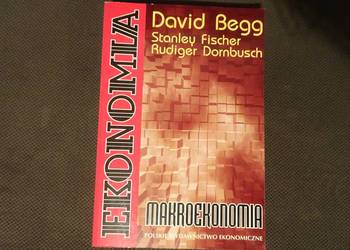 EKONOMIA
David Begg
Stanley Fischer
Rudiger Dornbusch
MAKROEKONOMIA
POLSKIE WYDAWNICTWO EKONOMICZNE